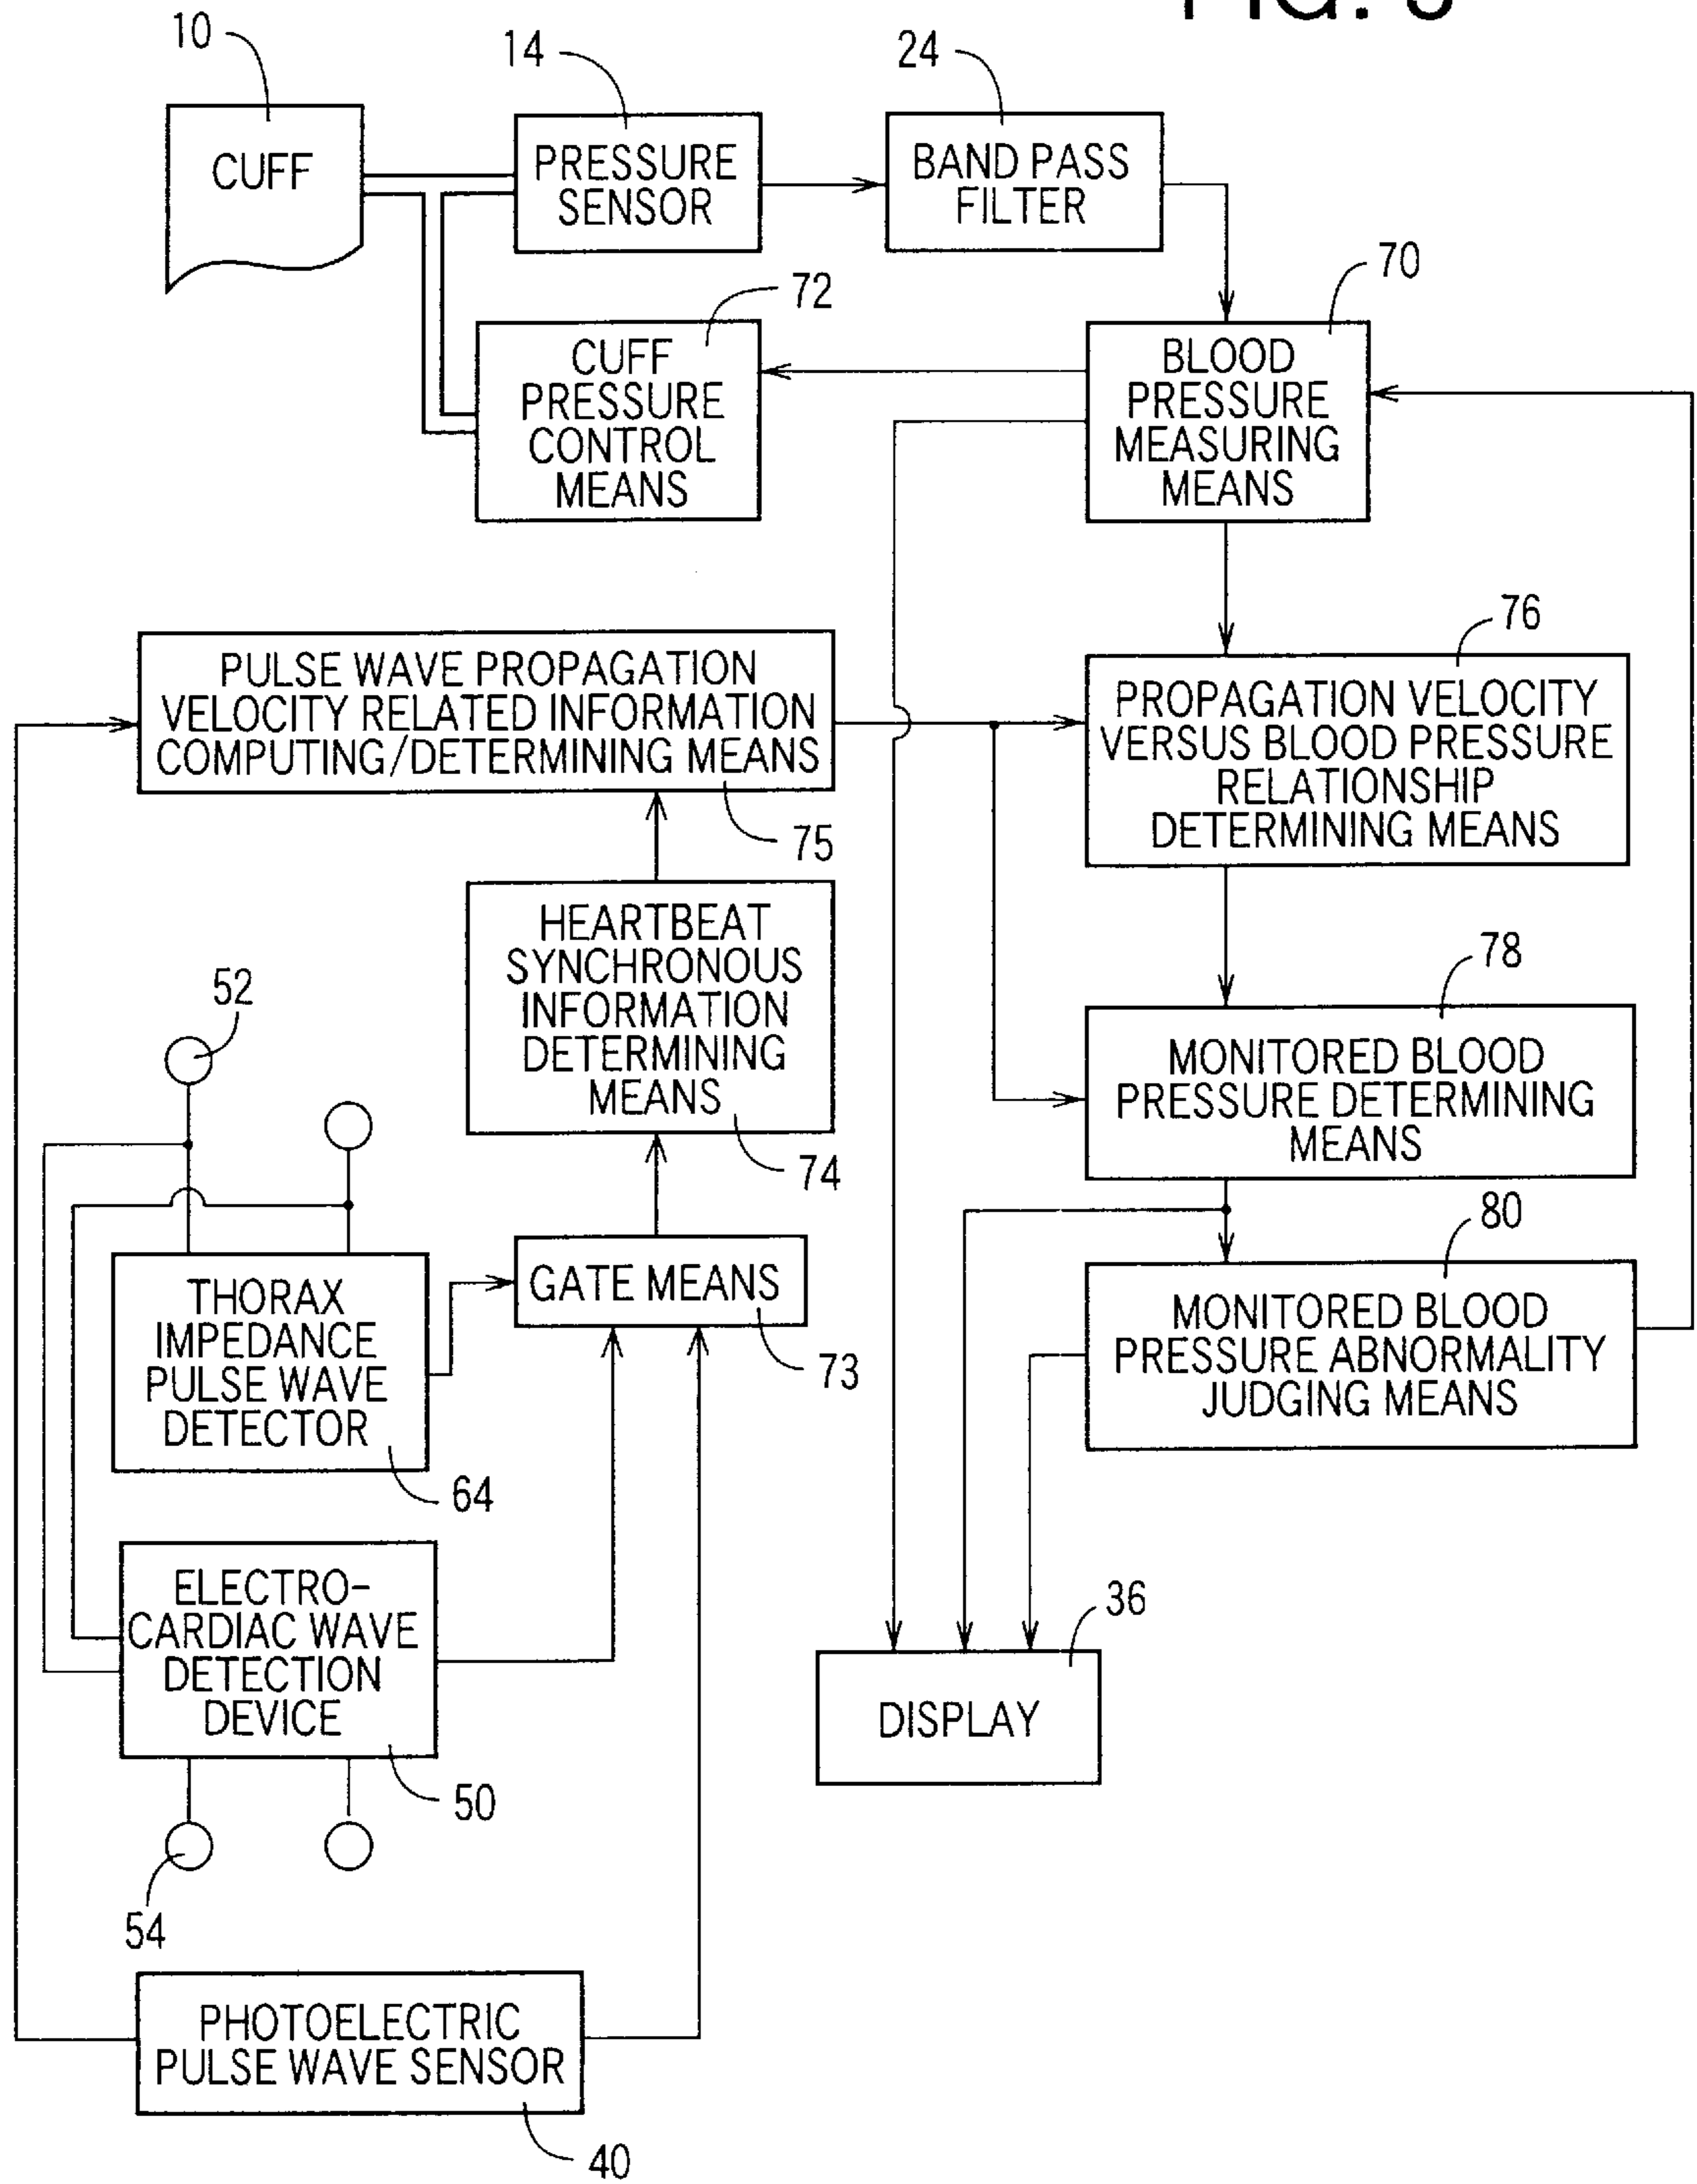 FIG.
10
14
24
CUFF
PRESSURE
SENSOR
BAND PASS
FILTER
70
72
CUFF
PRESSURE
CONTROL
MEANS
BLOOD
PRESSURE
MEASURING
MEANS
76
PULSE WAVE PROPAGATION
VELOCITY RELATED INFORMATION
COMPUTING/DETERMINING MEANS
PROPAGATION VELOCITY
VERSUS BLOOD PRESSURE
RELATIONSHIP
DETERMINING MEANS
75
HEARTBEAT
SYNCHRONOUS
INFORMATION
DETERMINING
MEANS
78
52
MONITORED BLOOD
PRESSURE DETERMINING
MEANS
74
80
GATE MEANS
THORAX
IMPEDANCE
PULSE WAVE
DETECTOR
MONITORED BLOOD
PRESSURE ABNORMALITY
JUDGING MEANS
73
64
ELECTRO-
CARDIAC WAVE
DETECTION
DEVICE
36
DISPLAY
50
54
PHOTOELECTRIC
PULSE WAVE SENSOR
40